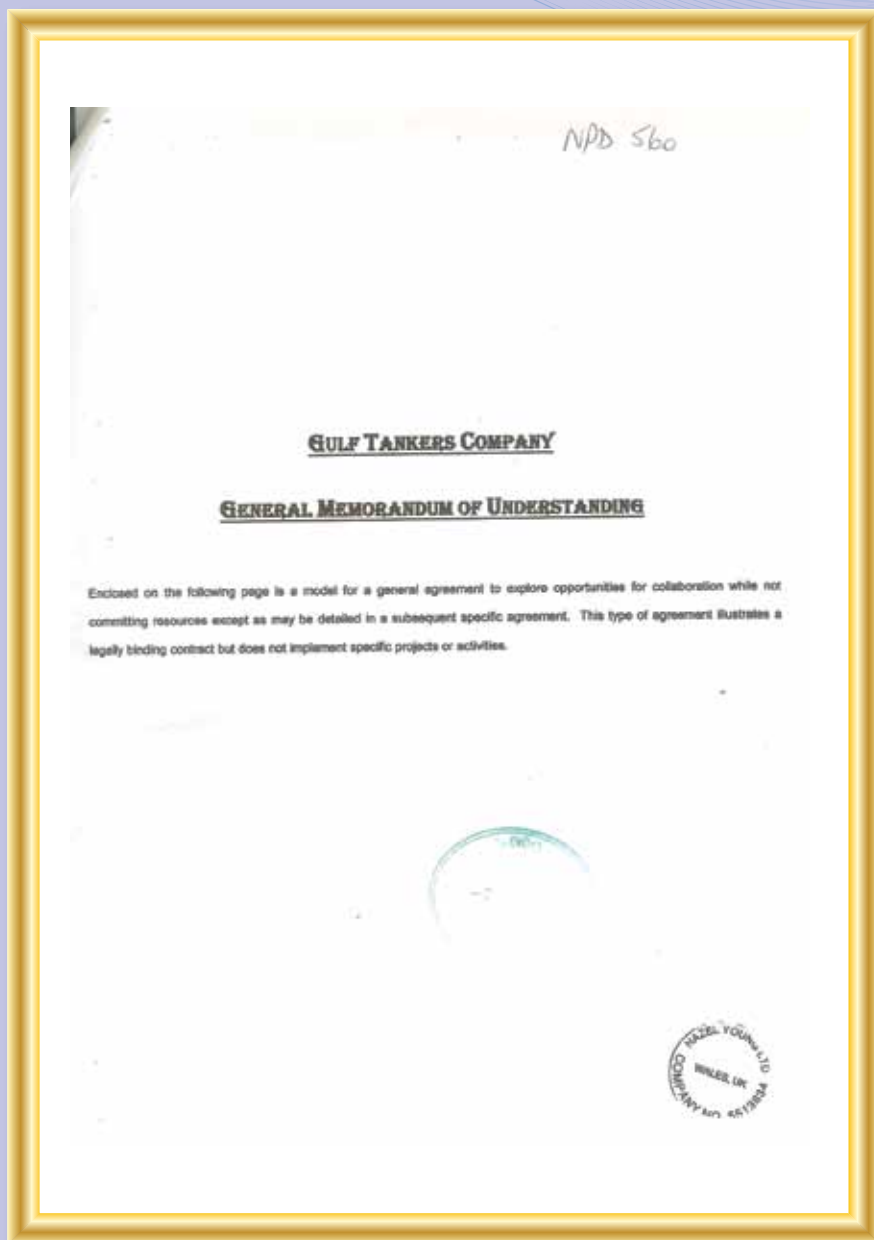 NPD 560
GULF TANKERS COMPANY
GENERAL MEMORANDUM OF UNDERSTANDING
Enclosed on the following page is a model for a general agreement to explore opportunities for collaboration while not
committing resources except as may be detailed in a subsequent specific agreement. This type of agreement illustrates a
legally binding contract but does not implement specific projects or activities.
HAZEL YOUNG LTD
WALES, UK
COMPANY NO. 5513834